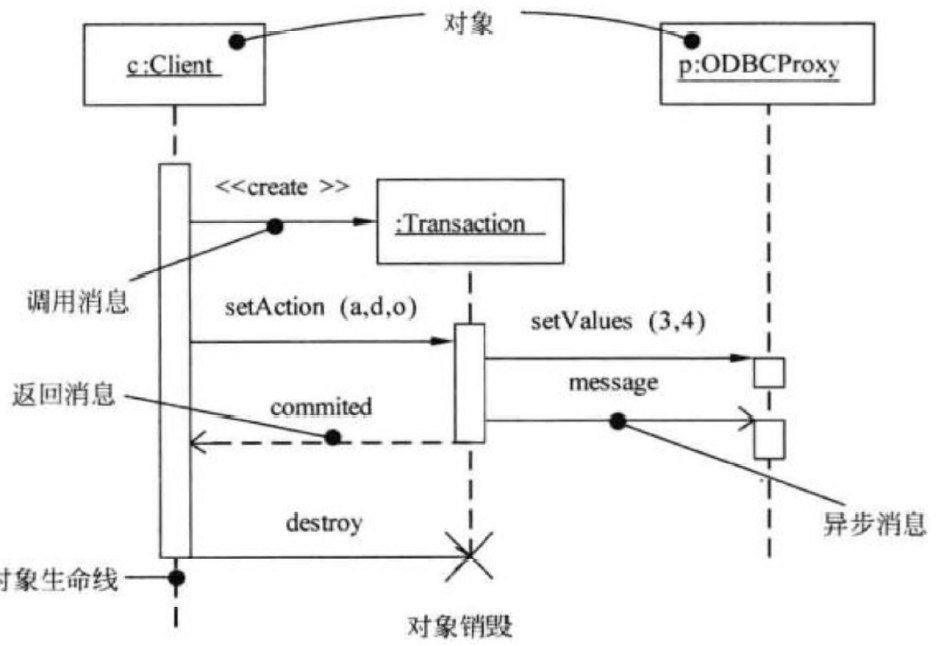 对象
c:Client
p:ODBCProxy
<<create >>
:Transaction
调用消息
setAction (a,d,o)
setValues (3,4)
返回消息
commited
message
异步消息
destroy
对象生命线
对象销毁